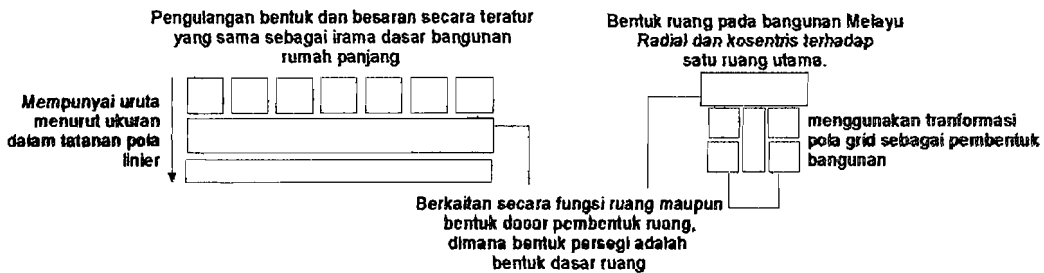 Pengulangan bentuk dan besaran secara teratur
yang sama sebagai irama dasar bangunan
rumah panjang
Bentuk ruang pada bangunan Melayu
Radial dan kosentris terhadap
satu ruang utama.
Mempunyai uruta
menurut ukuran
dalam tatanan pola
linier
menggunakan tranformasi
pola grid sebagai pembentuk
bangunan
Berkaitan secara fungsi ruang maupun
bentuk dasar pembentuk ruang,
dimana bentuk persegi adalah
bentuk dasar ruang